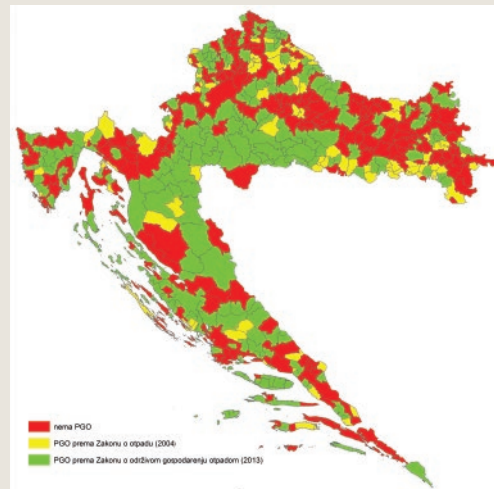 nema PGO
PGO prema Zakonu o otpadu (2004)
PGO prema Zakonu o održivom gospodarenju otpadom (2013)